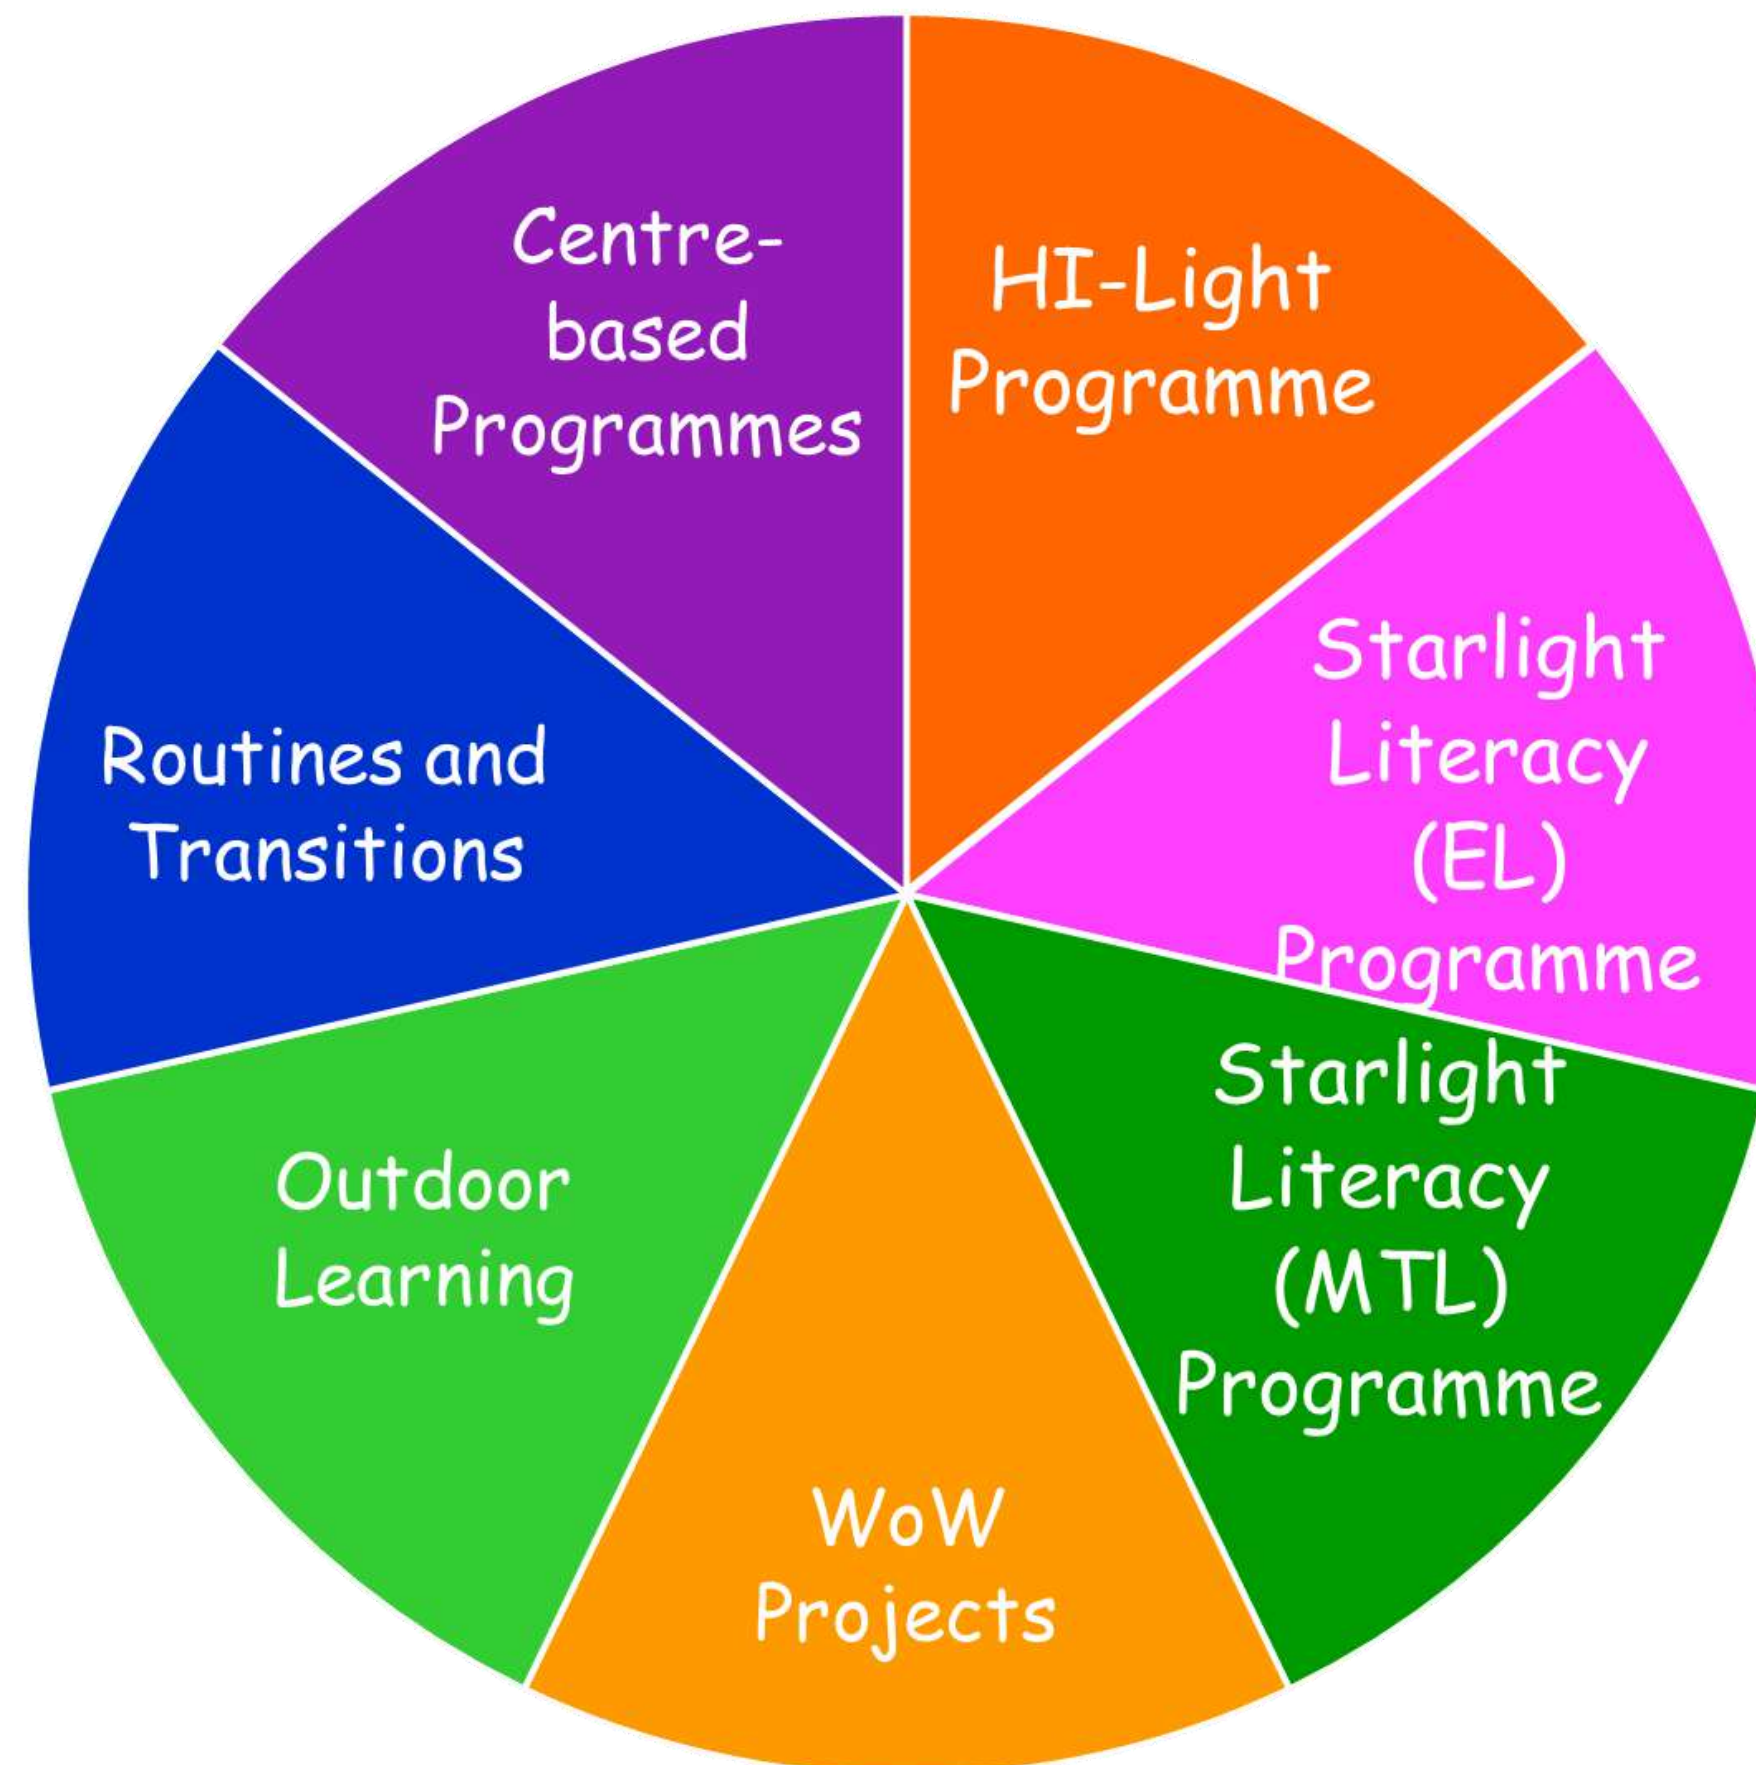 Centre-
based
Programmes
HI-Light
Programme
Starlight
Literacy
(EL)
Programme
Starlight
Literacy
(MTL)
Programme
WoW
Projects
Outdoor
Learning
Routines and
Transitions